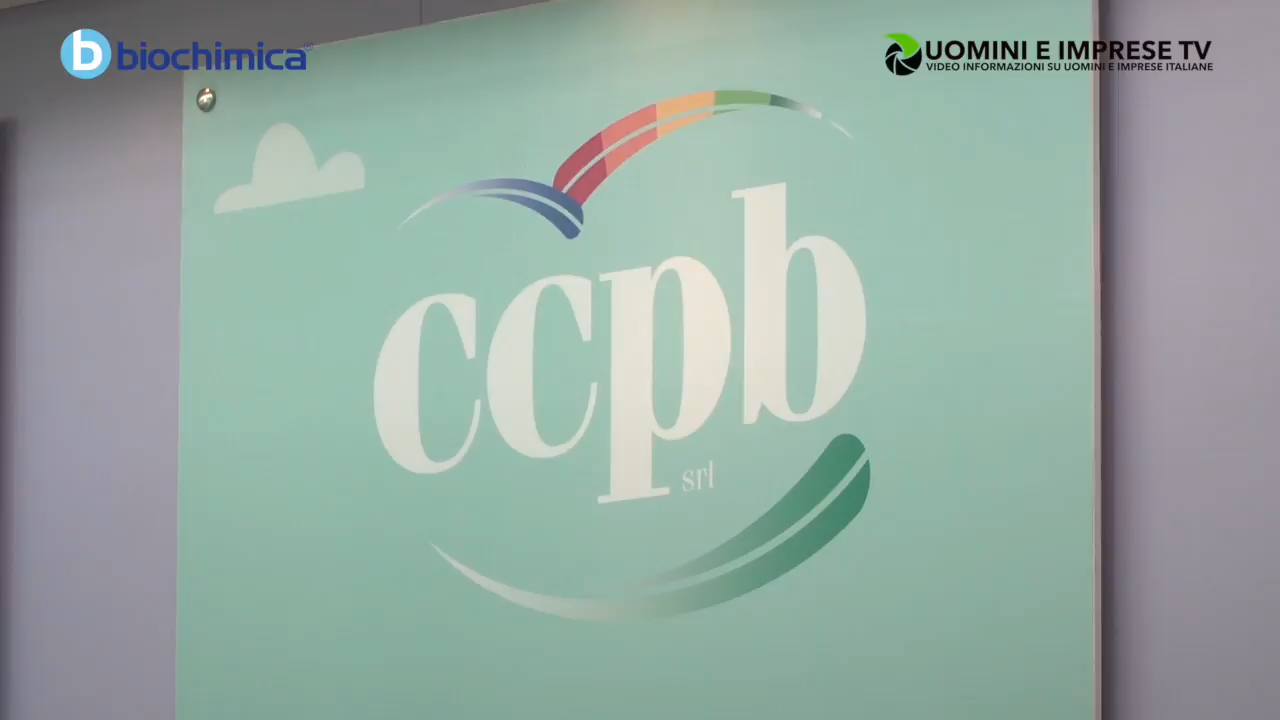 biochimica
UOMINI E IMPRESE TV
VIDEO INFORMAZIONI SU UOMINI E IMPRESE ITALIANE
ccpb
srl